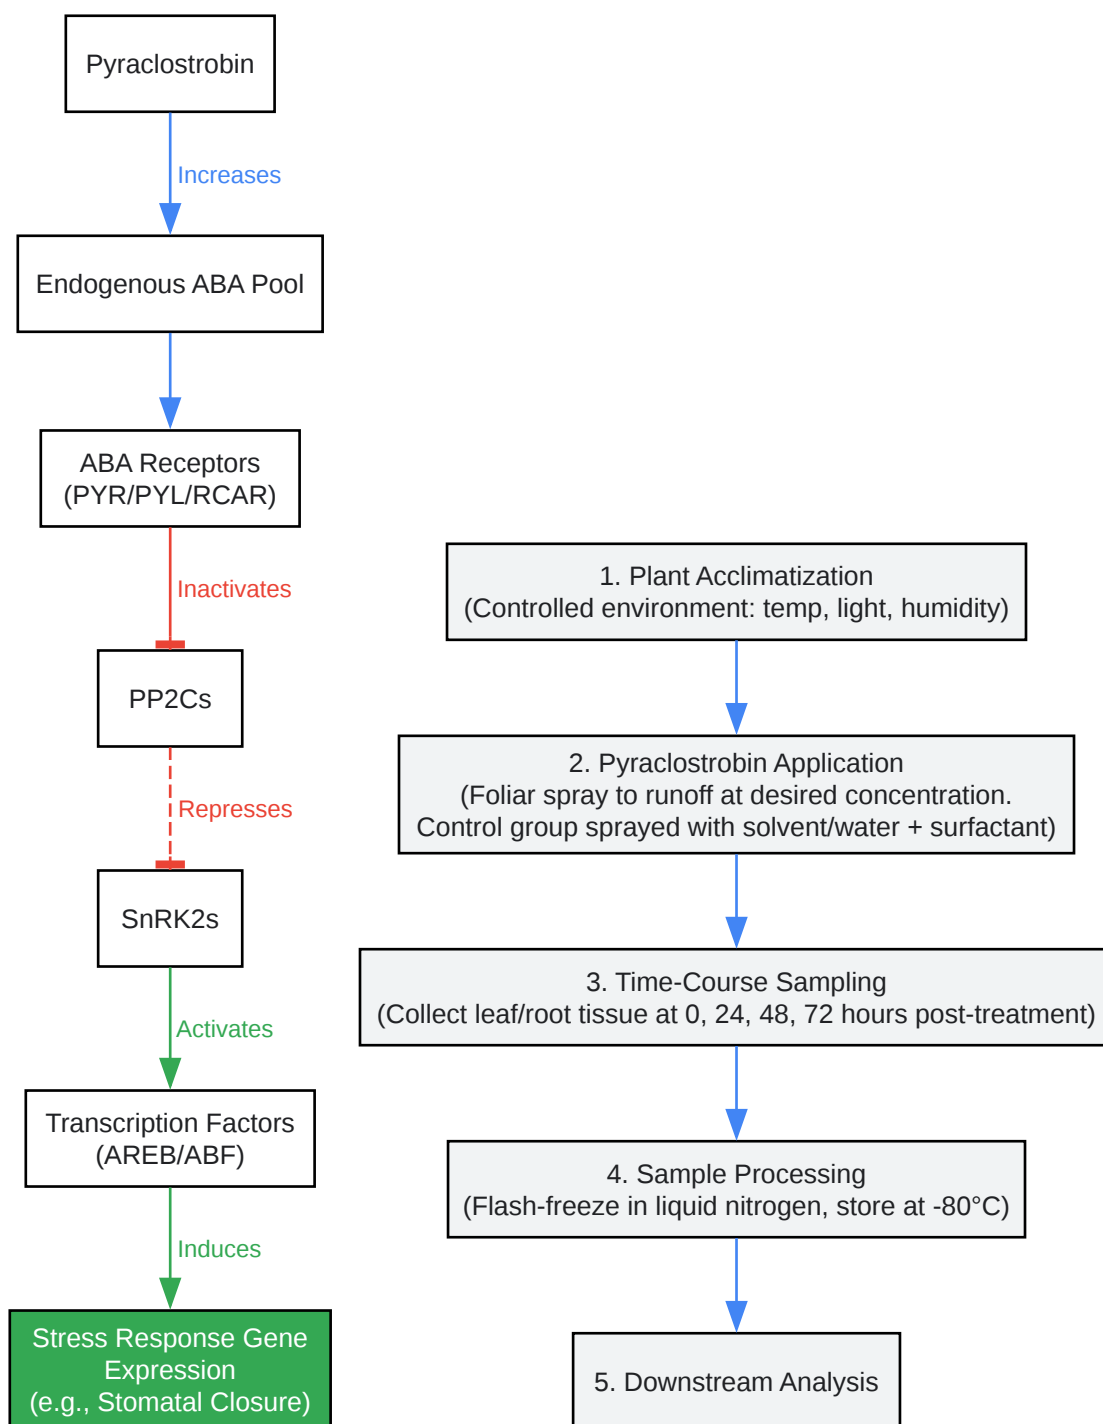 Pyraclostrobin
Increases
Endogenous ABA Pool
ABA Receptors
(PYR/PYL/RCAR)
Inactivates
PP2Cs
Represses
SnRK2s
Activates
Transcription Factors
(AREB/ABF)
Induces
Stress Response Gene
Expression
(e.g., Stomatal Closure)
1. Plant Acclimatization
(Controlled environment: temp, light, humidity)
2. Pyraclostrobin Application
(Foliar spray to runoff at desired concentration.
Control group sprayed with solvent/water + surfactant)
3. Time-Course Sampling
(Collect leaf/root tissue at 0, 24, 48, 72 hours post-treatment)
4. Sample Processing
(Flash-freeze in liquid nitrogen, store at -80°C)
5. Downstream Analysis